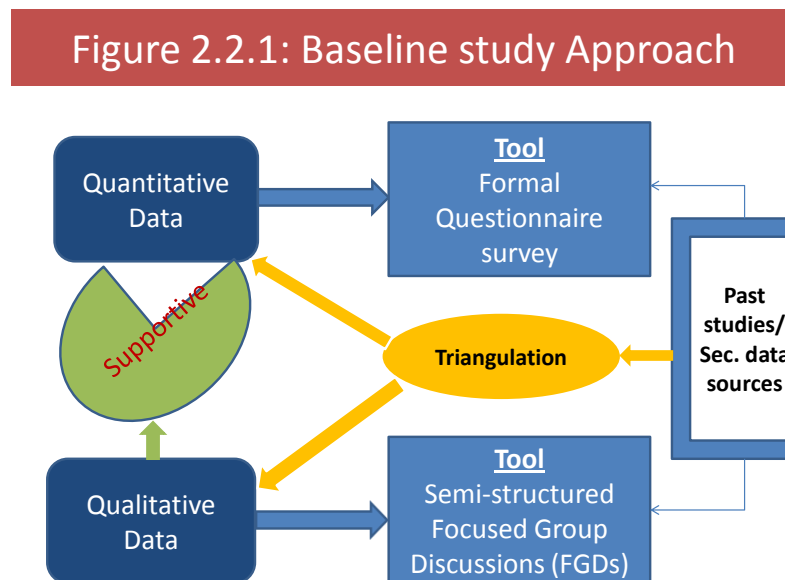 Figure 2.2.1: Baseline study Approach
Quantitative
Data
Tool
Formal
Questionnaire
survey
Supportive
Triangulation
Past
studies/
Sec. data
sources
Qualitative
Data
Tool
Semi-structured
Focused Group
Discussions (FGDs)